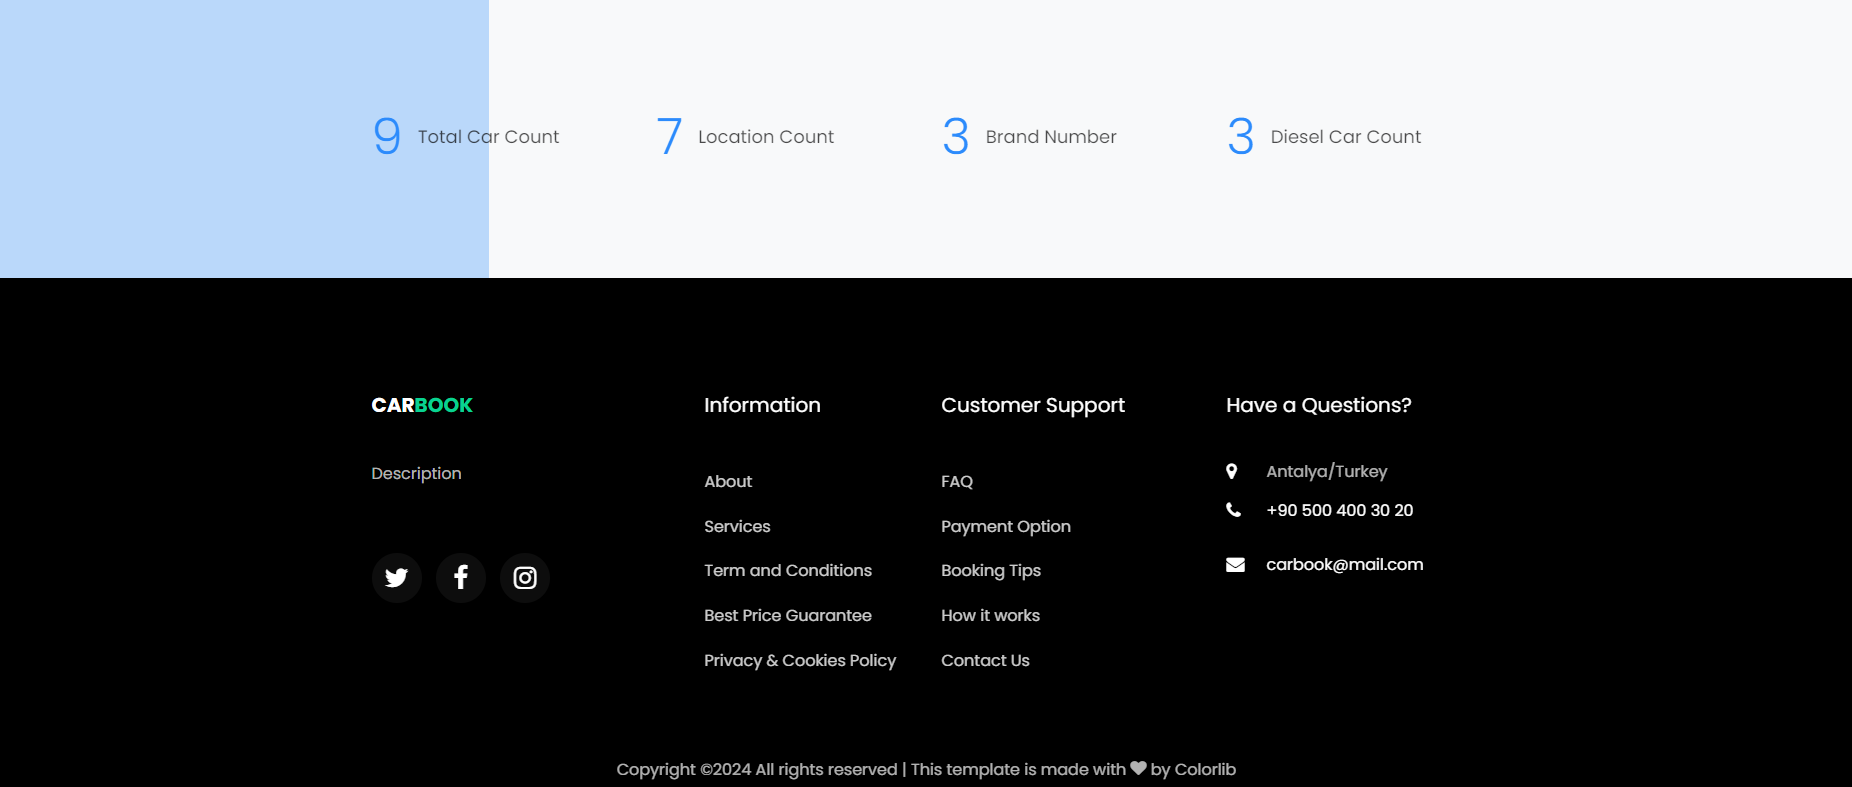 9 Total Car Count
7 Location Count
3 Brand Number
3 Diesel Car Count
CARBOOK
Description
Information
About
Services
Term and Conditions
Best Price Guarantee
Privacy & Cookies Policy
Customer Support
FAQ
Payment Option
Booking Tips
How it works
Contact Us
Have a Questions?
Antalya/Turkey
+90 500 400 30 20
carbook@mail.com
Copyright ©2024 All rights reserved | This template is made with ♥ by Colorlib